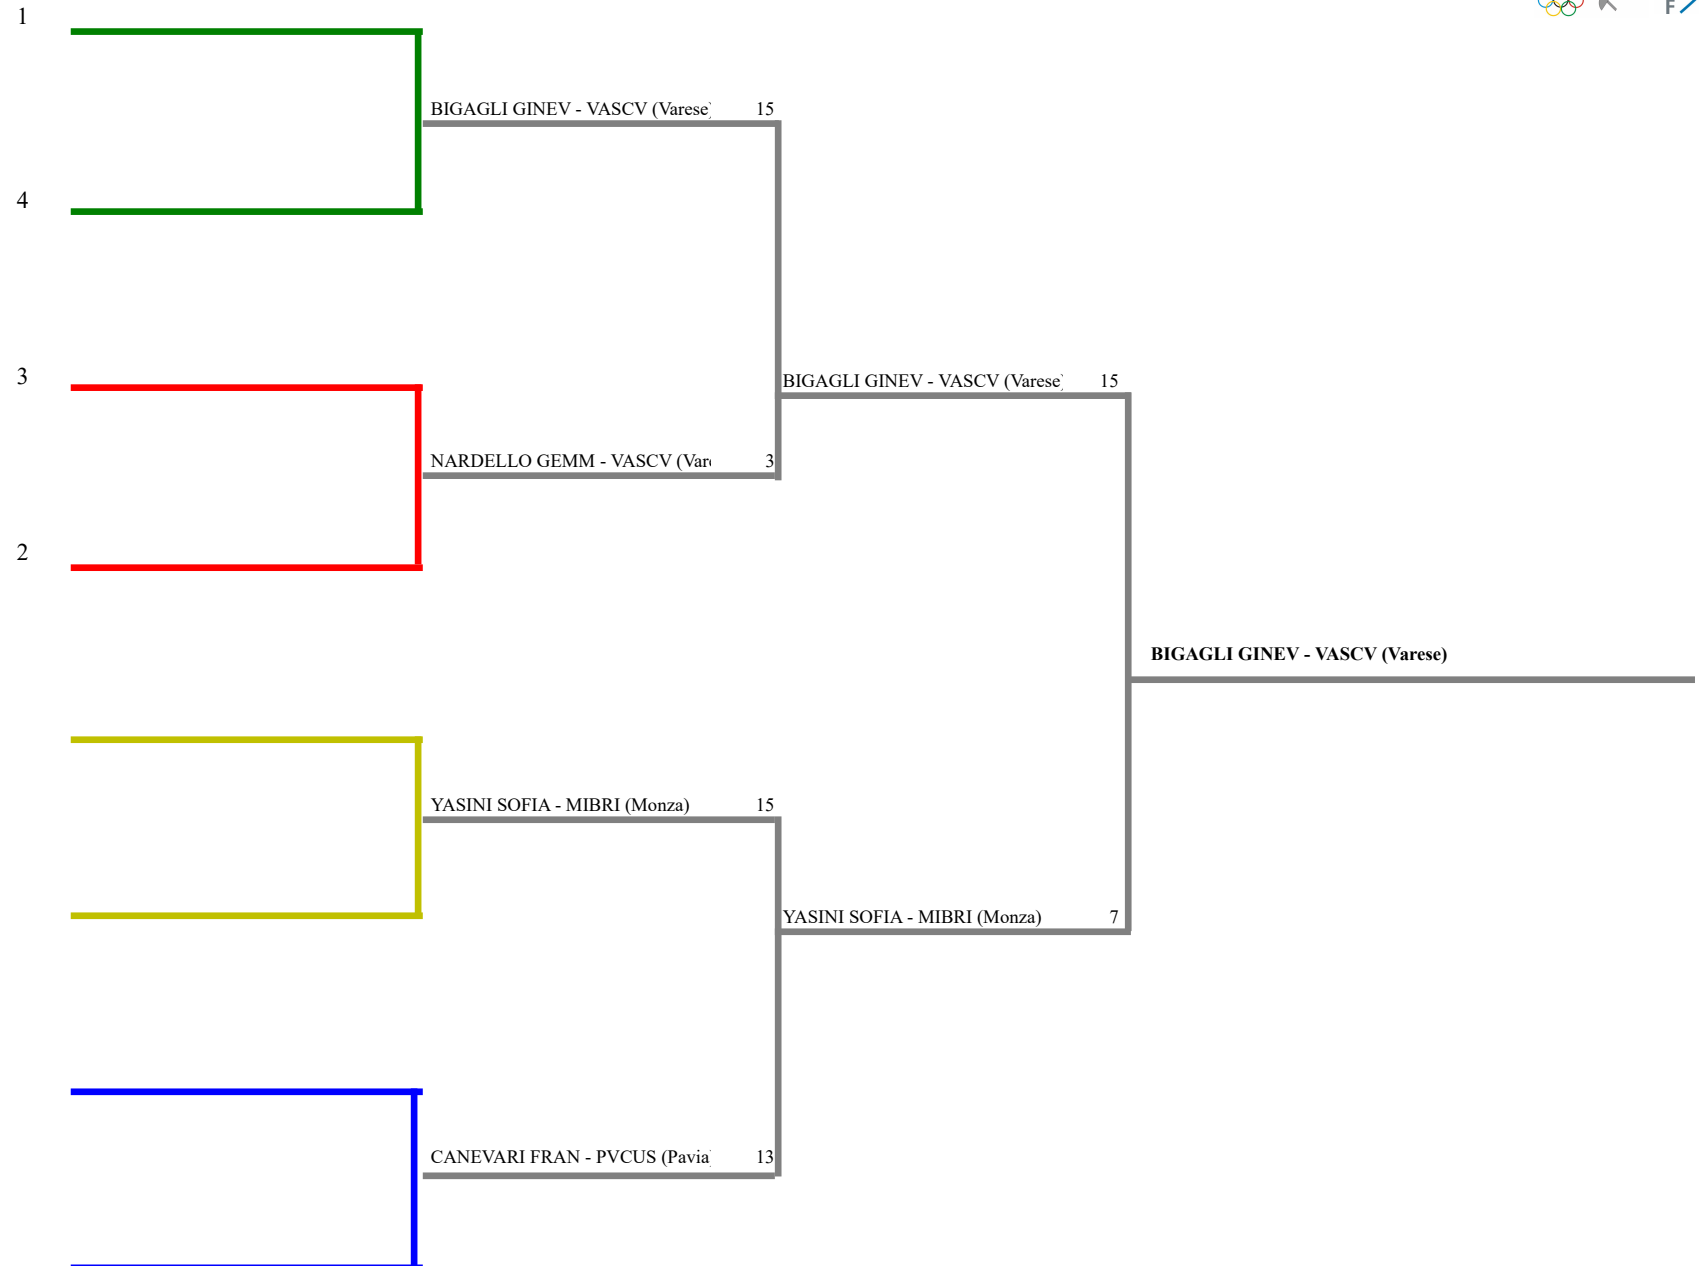 1
F
BIGAGLI GINEV - VASCV (Varese) 15
4
3
BIGAGLI GINEV - VASCV (Varese) 15
NARDELLO GEMM - VASCV 3
2
BIGAGLI GINEV - VASCV (Varese)
YASINI SOFIA - MIBRI (Monza) 15
YASINI SOFIA - MIBRI (Monza) 7
CANEVARI FRAN - PVCUS (Pavia 13